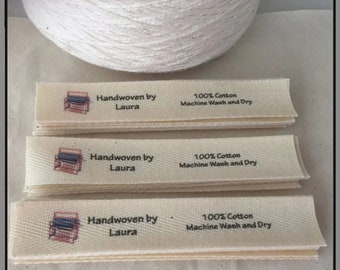 Handwoven by
Laura
100% Cotton
Machine Wash and Dry
Handwoven by
Laura
100% Cotton
Machine Wash and Dry
Handwoven by
Laura
100% Cotton
Machine Wash and Dry